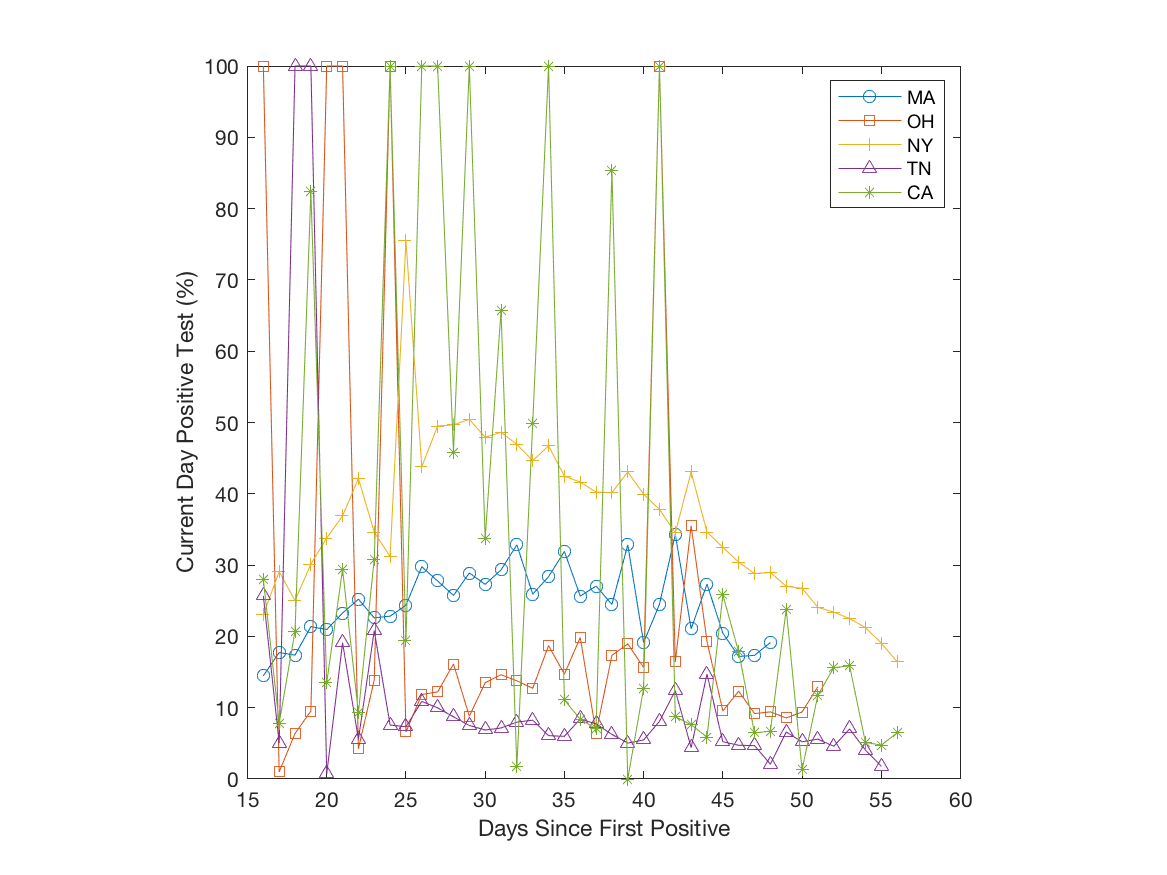 100
90
80
70
60
50
40
30
20
10
0
15 20 25 30 35 40 45 50 55 60
Current Day Positive Test (%)
Days Since First Positive
MA
OH
NY
TN
CA